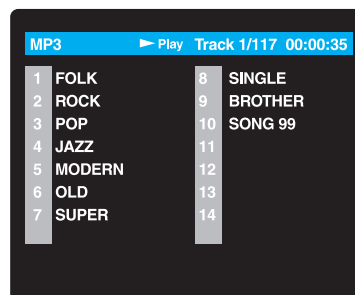 MP3 ► Play Track 1/117 00:00:35
1 FOLK
2 ROCK
3 POP
4 JAZZ
5 MODERN
6 OLD
7 SUPER
8 SINGLE
9 BROTHER
10 SONG 99
11
12
13
14